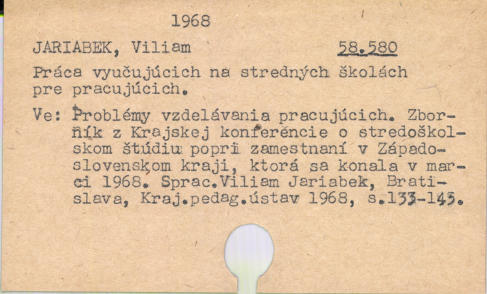 1968
JARIABEK, Viliam 58.580
Práca vyučujúcich na stredných školách
pre pracujúcich.
Ve: Problémy vzdelávania pracujúcich. Zbor-
ník z Krajskej konferencie o stredoškol-
skom štúdiu popri zamestnaní v Západo-
slovenskom kraji, ktorá sa konala v mar-
ci 1968. Sprac.Viliam Jariabek, Brati-
slava, Kraj.pedag.ústav 1968, s.133-143.